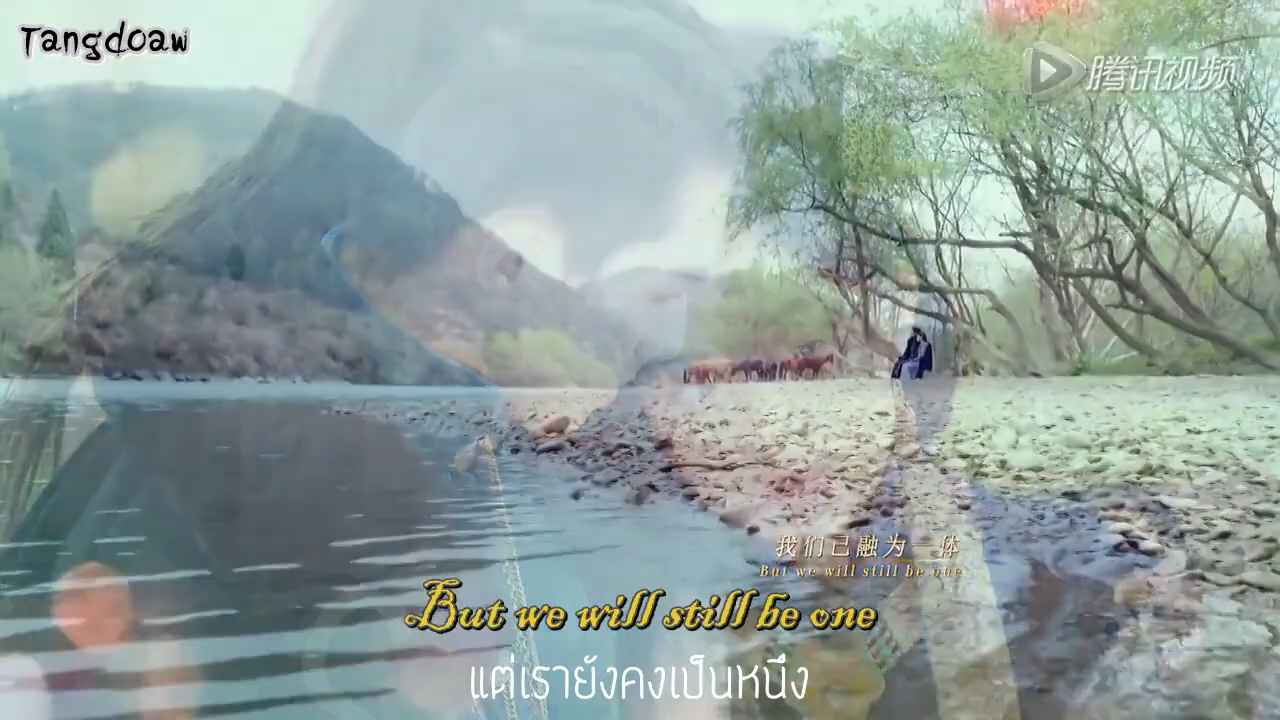 Tangdoaw
腾讯视频
我们已融为一体
But we will still be one
But we will still be one
แต่เรายังคงเป็นหนึ่ง